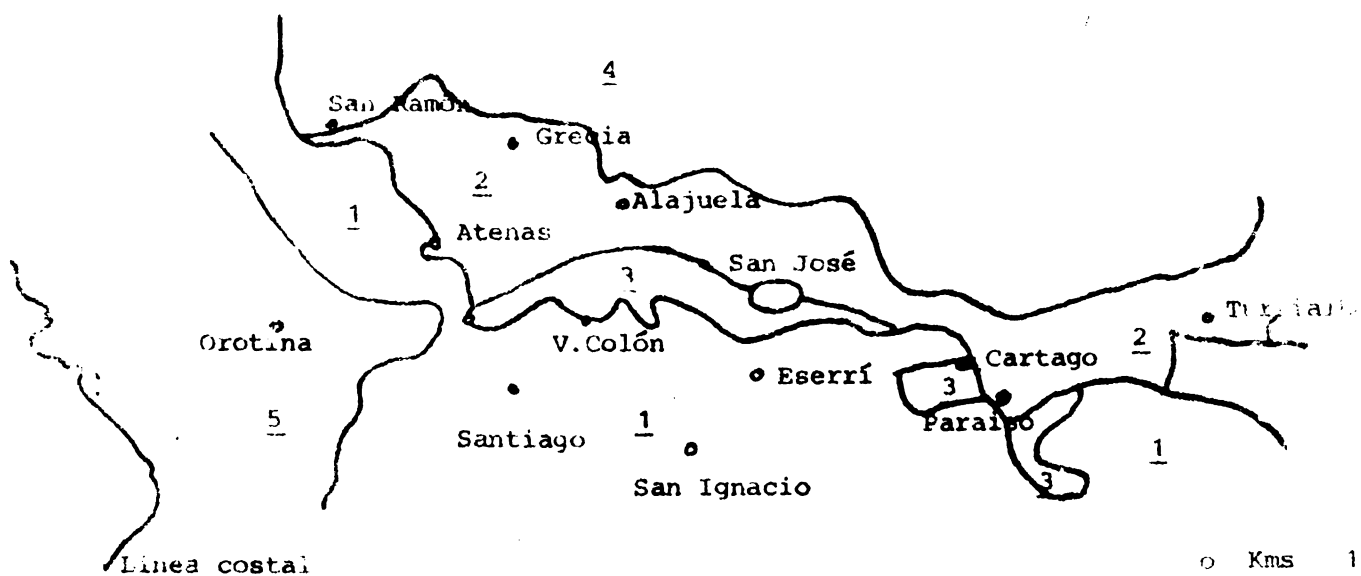 4
San Ramón
Grecia
2
Alajuela
1
Atenas
San José
3
Orotina
V.Colón
Cartago
2
Eserrí
3
5
Paraiso
Santiago
1
1
San Ignacio
3
Linea costal
o Kms 1